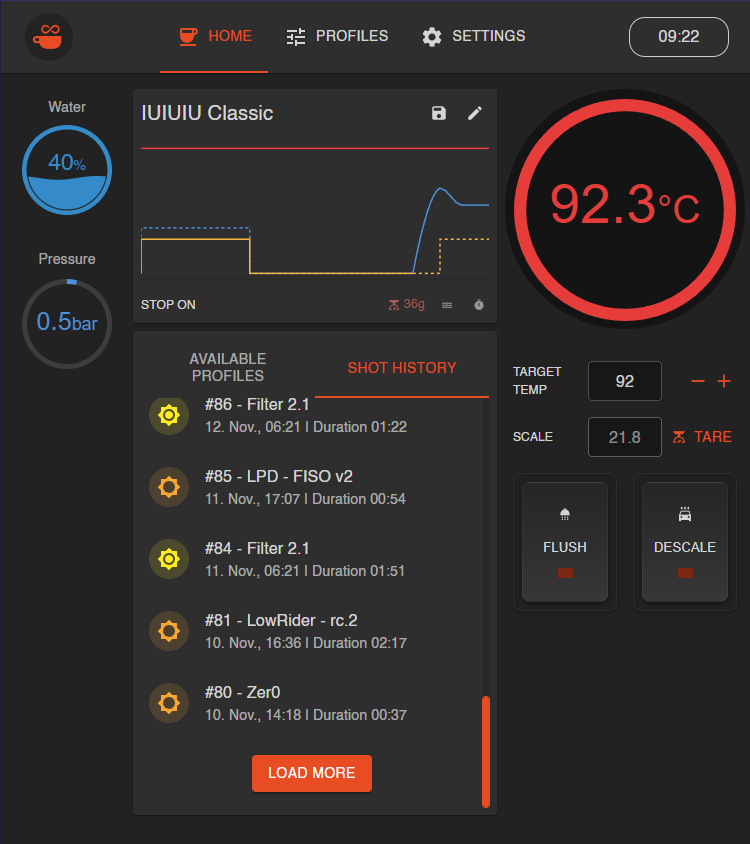 HOME
PROFILES
SETTINGS
09:22
Water
40%
Pressure
0.5bar
IUIUIU Classic
STOP ON
36g
92.3°C
AVAILABLE
PROFILES
SHOT HISTORY
#86 - Filter 2.1
12. Nov., 06:21 | Duration 01:22
#85 - LPD - FISO v2
11. Nov., 17:07 | Duration 00:54
#84 - Filter 2.1
11. Nov., 06:21 | Duration 01:51
#81 - LowRider - rc.2
10. Nov., 16:36 | Duration 02:17
#80 - Zer0
10. Nov., 14:18 | Duration 00:37
LOAD MORE
TARGET
TEMP
92
SCALE
21.8
TARE
FLUSH
DESCALE